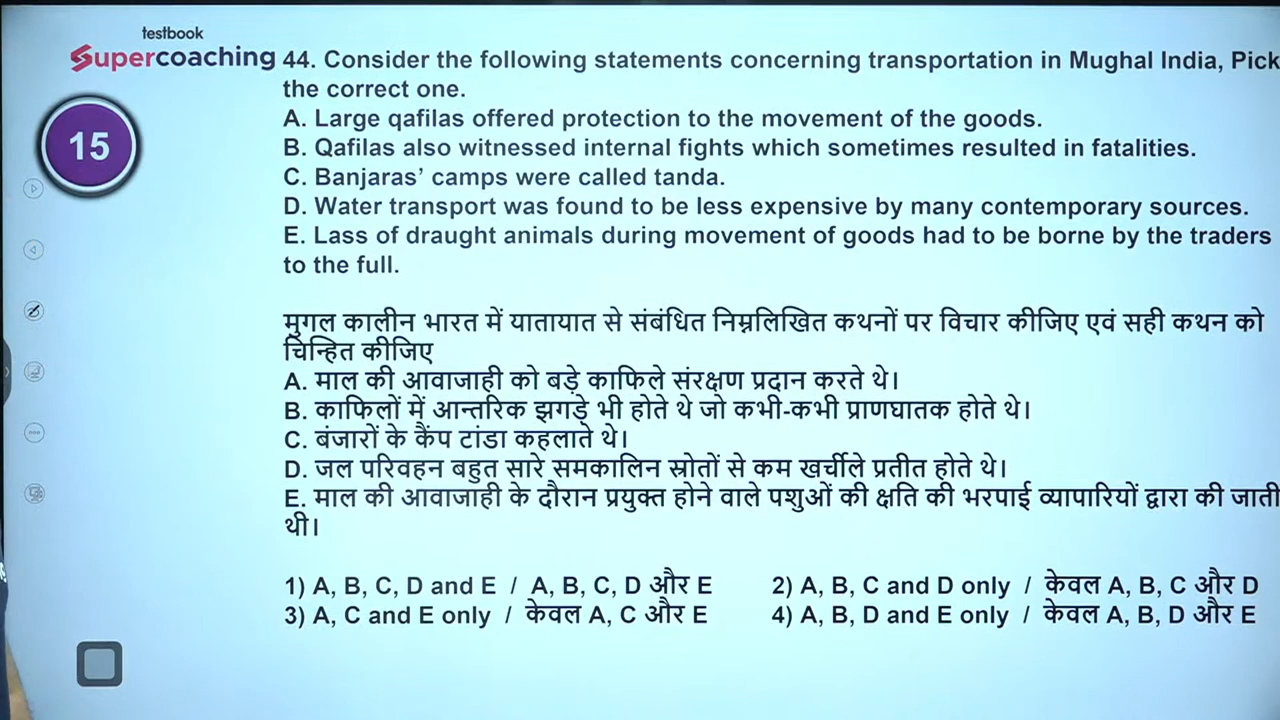 testbook
Supercoaching
15
44. Consider the following statements concerning transportation in Mughal India, Pick
the correct one.
A. Large qafilas offered protection to the movement of the goods.
B. Qafilas also witnessed internal fights which sometimes resulted in fatalities.
C. Banjaras’ camps were called tanda.
D. Water transport was found to be less expensive by many contemporary sources.
E. Lass of draught animals during movement of goods had to be borne by the traders
to the full.
मुगल कालीन भारत में यातायात से संबंधित निम्नलिखित कथनों पर विचार कीजिए एवं सही कथन को
चिन्हित कीजिए
A. माल की आवाजाही को बड़े काफिले संरक्षण प्रदान करते थे।
B. काफिलों में आन्तरिक झगड़े भी होते थे जो कभी-कभी प्राणघातक होते थे।
C. बंजारों के कैंप टांडा कहलाते थे।
D. जल परिवहन बहुत सारे समकालिन स्रोतों से कम खर्चीले प्रतीत होते थे।
E. माल की आवाजाही के दौरान प्रयुक्त होने वाले पशुओं की क्षति की भरपाई व्यापारियों द्वारा की जाती
थी।
1) A, B, C, D and E / A, B, C, D और E 2) A, B, C and D only / केवल A, B, C और D
3) A, C and E only / केवल A, C और E 4) A, B, D and E only / केवल A, B, D और E